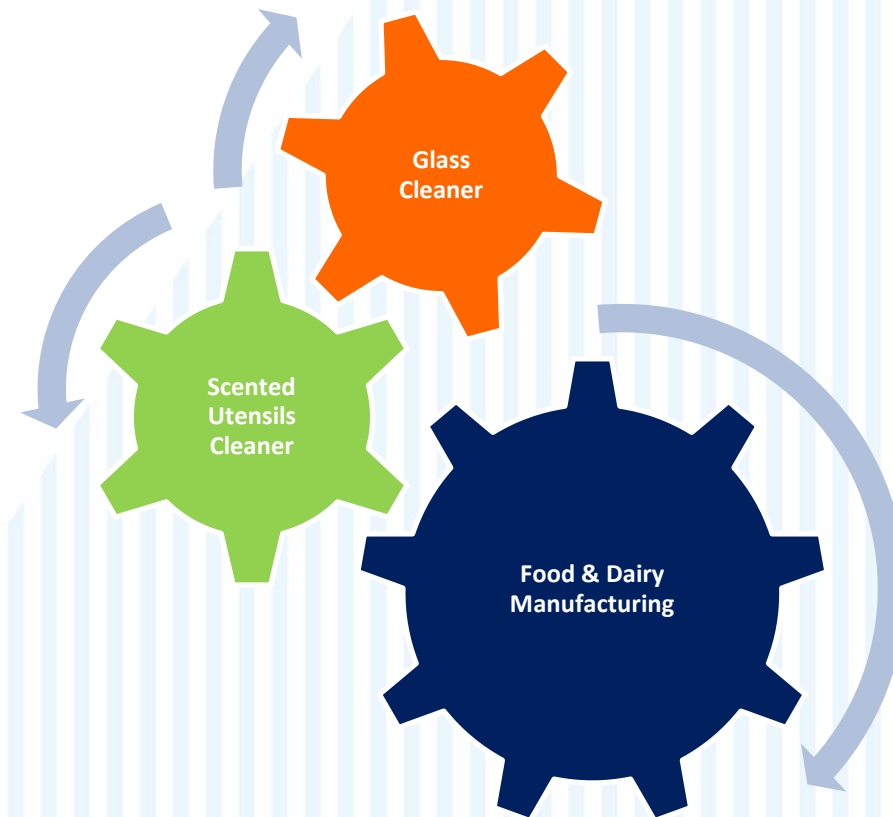 Glass
Cleaner
Scented
Utensils
Cleaner
Food & Dairy
Manufacturing